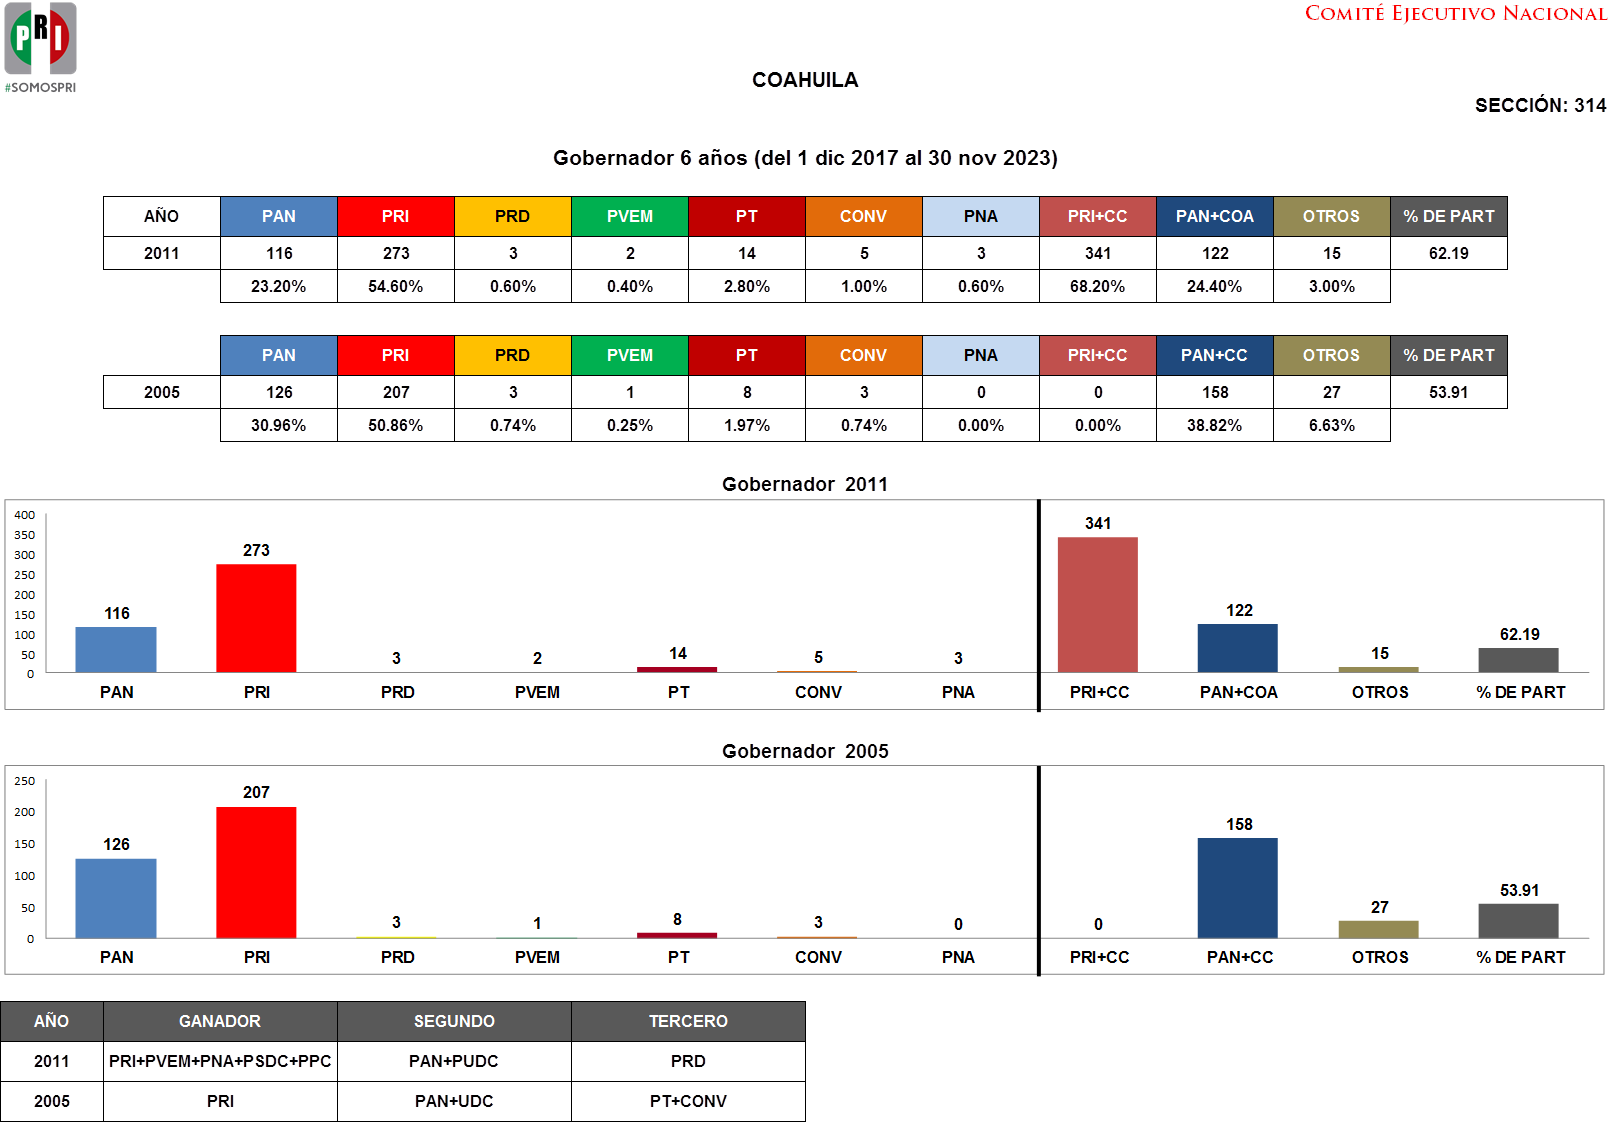 PRI
#SOMOSPRI
COMITÉ EJECUTIVO NACIONAL
COAHUILA
SECCIÓN: 314
Gobernador 6 años (del 1 dic 2017 al 30 nov 2023)
AÑO PAN PRI PRD PVEM PT CONV PNA PRI+CC PAN+COA OTROS % DE PART
2011 116 273 3 2 14 5 3 341 122 15 62.19
23.20% 54.60% 0.60% 0.40% 2.80% 1.00% 0.60% 68.20% 24.40% 3.00%
PAN PRI PRD PVEM PT CONV PNA PRI+CC PAN+CC OTROS % DE PART
2005 126 207 3 1 8 3 0 0 158 27 53.91
30.96% 50.86% 0.74% 0.25% 1.97% 0.74% 0.00% 0.00% 38.82% 6.63%
Gobernador 2011
400
350
300
250
200
150
100
50
0
116 273 3 2 14 5 3 341 122 15 62.19
PAN PRI PRD PVEM PT CONV PNA PRI+CC PAN+COA OTROS % DE PART
Gobernador 2005
250
200
150
100
50
0
126 207 3 1 8 3 0 0 158 27 53.91
PAN PRI PRD PVEM PT CONV PNA PRI+CC PAN+CC OTROS % DE PART
AÑO GANADOR SEGUNDO TERCERO
2011 PRI+PVEM+PNA+PSDC+PPC PAN+PUDC PRD
2005 PRI PAN+UDC PT+CONV